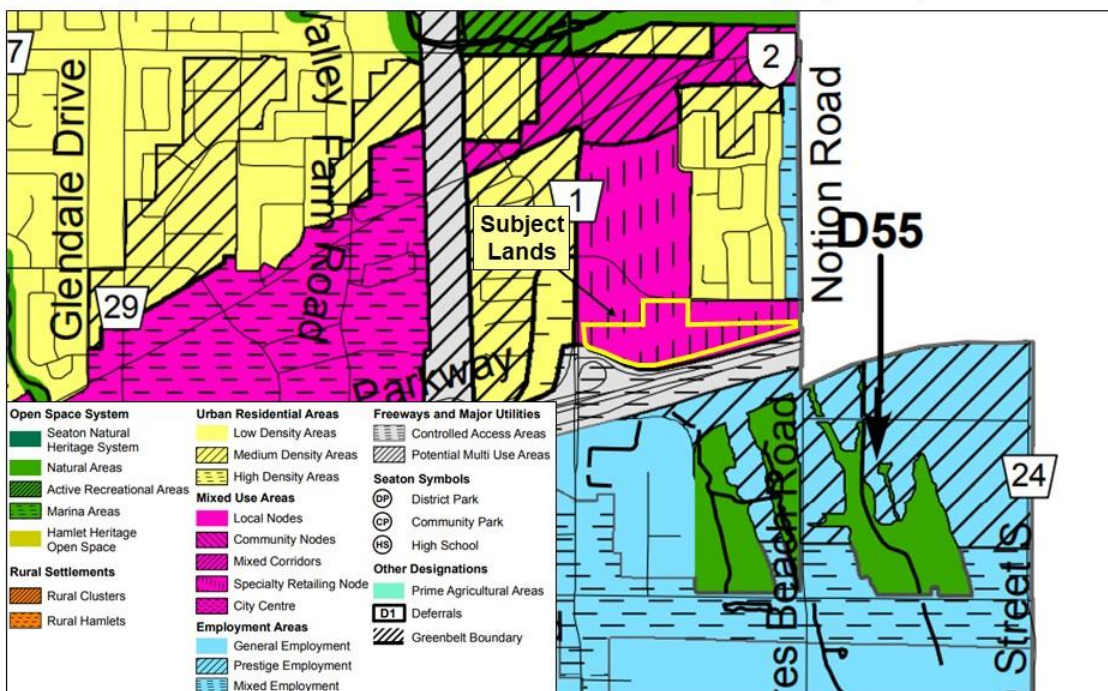 7
Glendale Drive
29
Valley Farm Road
Parkway
Subject
Lands
1
2
Notion Road
D55
24
Beach Road
Street S
Open Space System
Seaton Natural
Heritage System
Natural Areas
Active Recreational Areas
Marina Areas
Hamlet Heritage
Open Space
Rural Settlements
Rural Clusters
Rural Hamlets
Urban Residential Areas
Low Density Areas
Medium Density Areas
High Density Areas
Mixed Use Areas
Local Nodes
Community Nodes
Mixed Corridors
Specialty Retailing Node
City Centre
Employment Areas
General Employment
Prestige Employment
Mixed Employment
Freeways and Major Utilities
Controlled Access Areas
Potential Multi Use Areas
Seaton Symbols
DP District Park
CP Community Park
HS High School
Other Designations
Prime Agricultural Areas
D1 Deferrals
Greenbelt Boundary